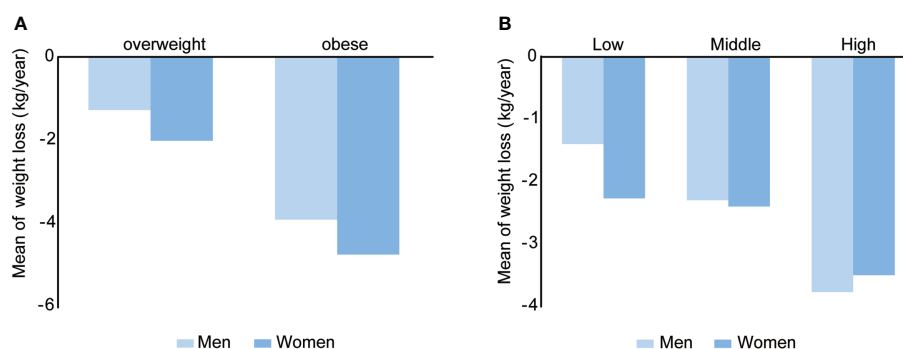 A
overweight obese
0
-2
-4
-6
Mean of weight loss (kg/year)
Men Women
B
Low Middle High
0
-1
-2
-3
-4
Mean of weight loss (kg/year)
Men Women